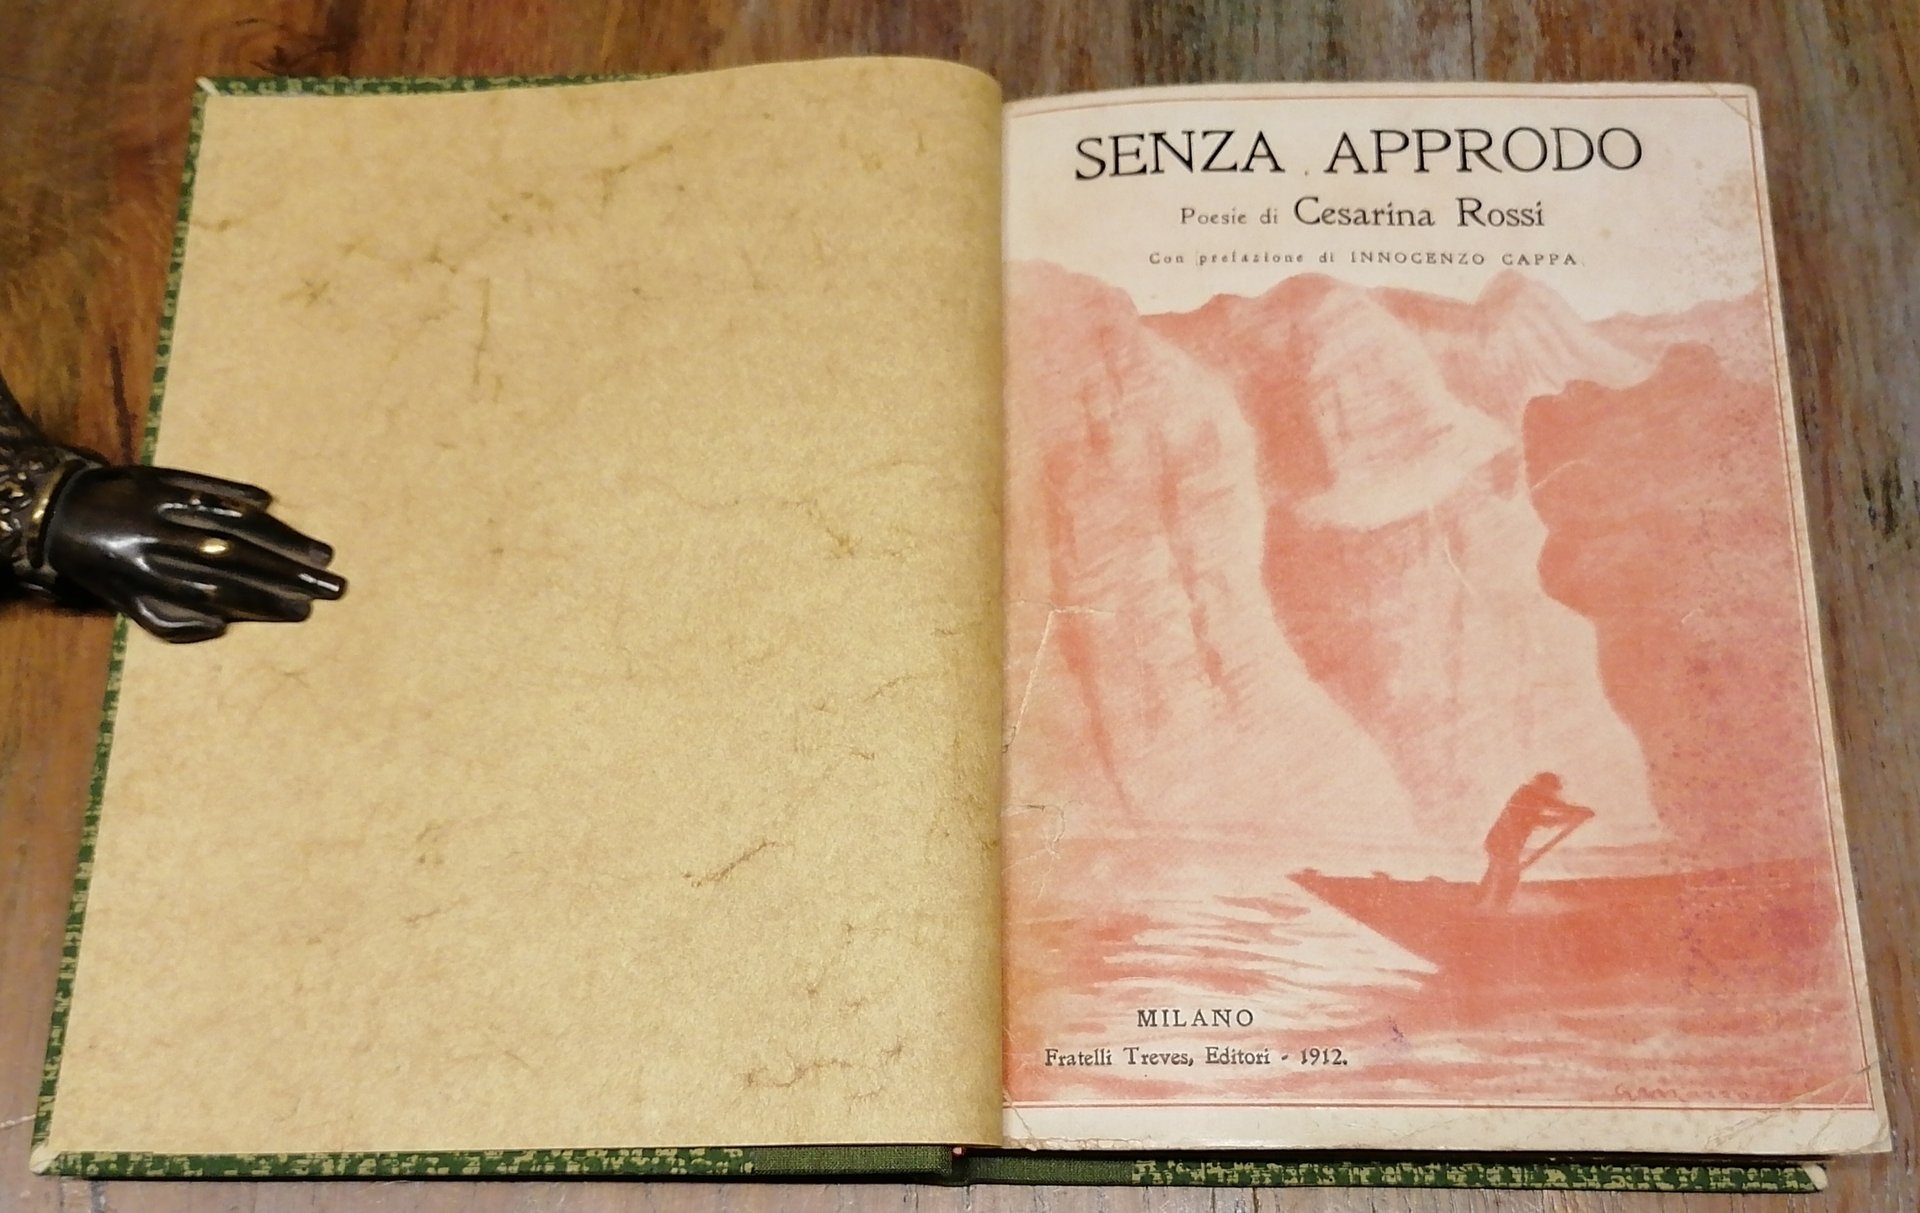 SENZA APPRODO
Poesie di Cesarina Rossi
Con prefazione di INNOCENZO CAPPA
MILANO
Fratelli Treves, Editori - 1912.